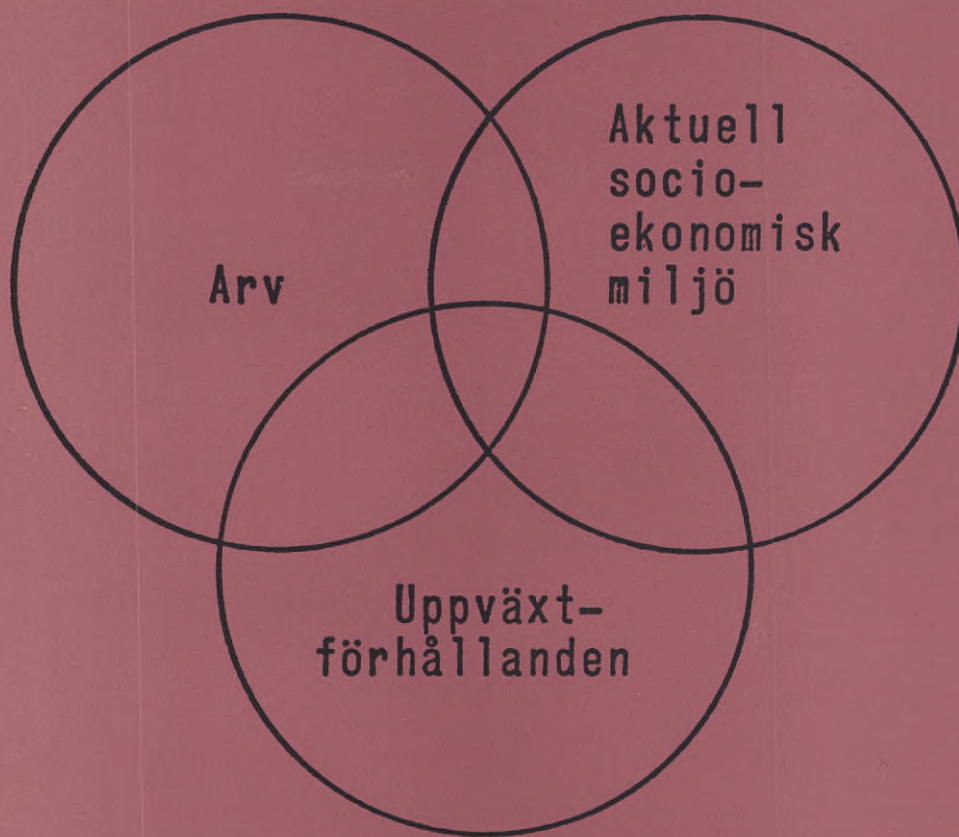 Arv
Aktuell
socio-
ekonomisk
miljö
Uppväxt-
förhållanden